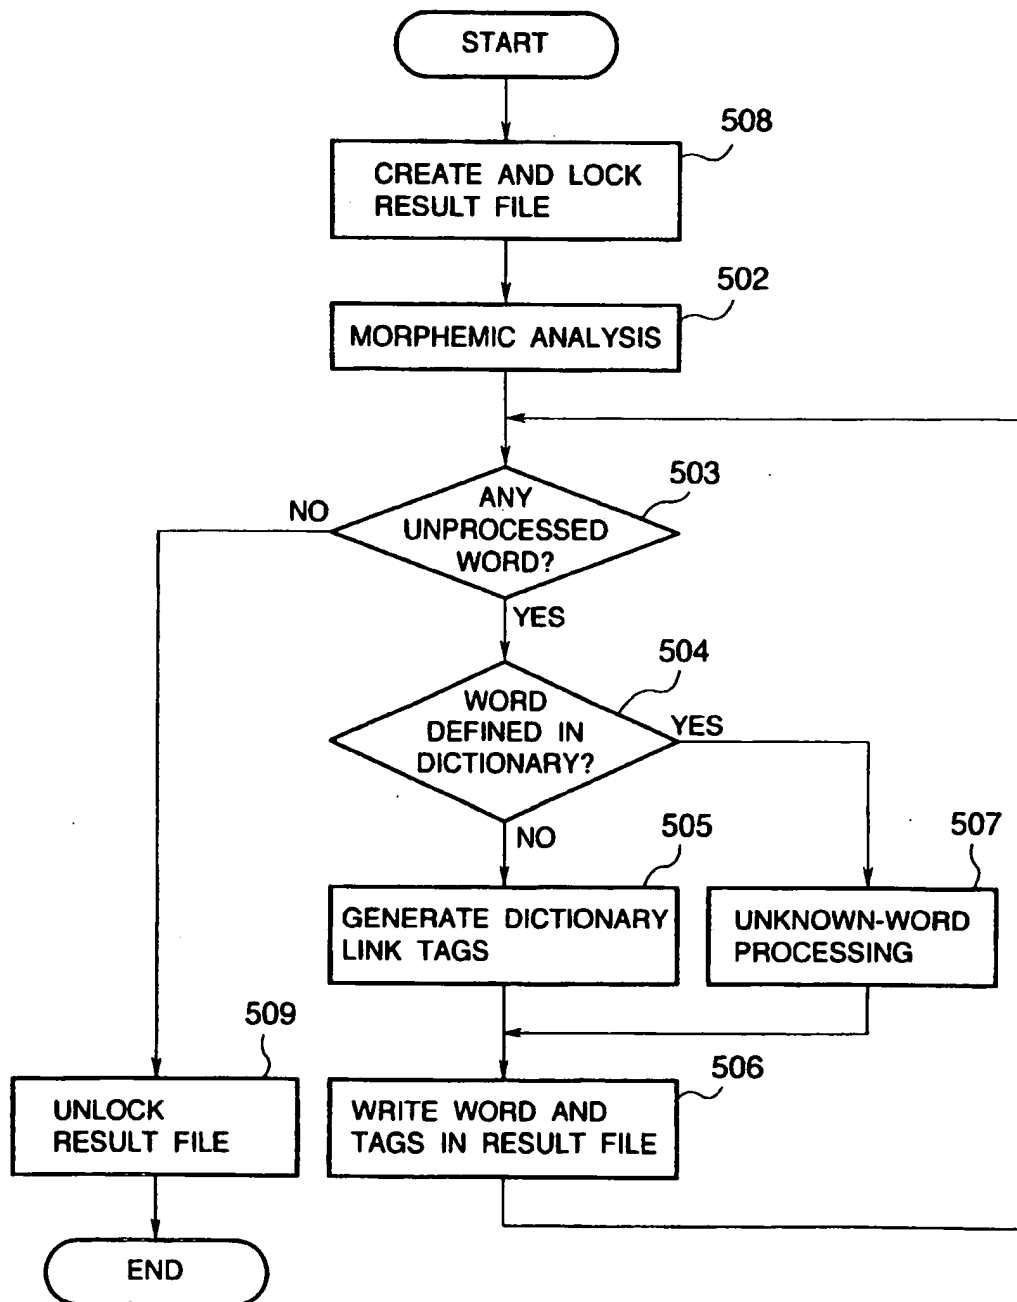 START
508
CREATE AND LOCK
RESULT FILE
502
MORPHEMIC ANALYSIS
503
ANY
UNPROCESSED
WORD?
NO
YES
504
WORD
DEFINED IN
DICTIONARY?
YES
NO
505
GENERATE DICTIONARY
LINK TAGS
507
UNKNOWN-WORD
PROCESSING
509
UNLOCK
RESULT FILE
506
WRITE WORD AND
TAGS IN RESULT FILE
END